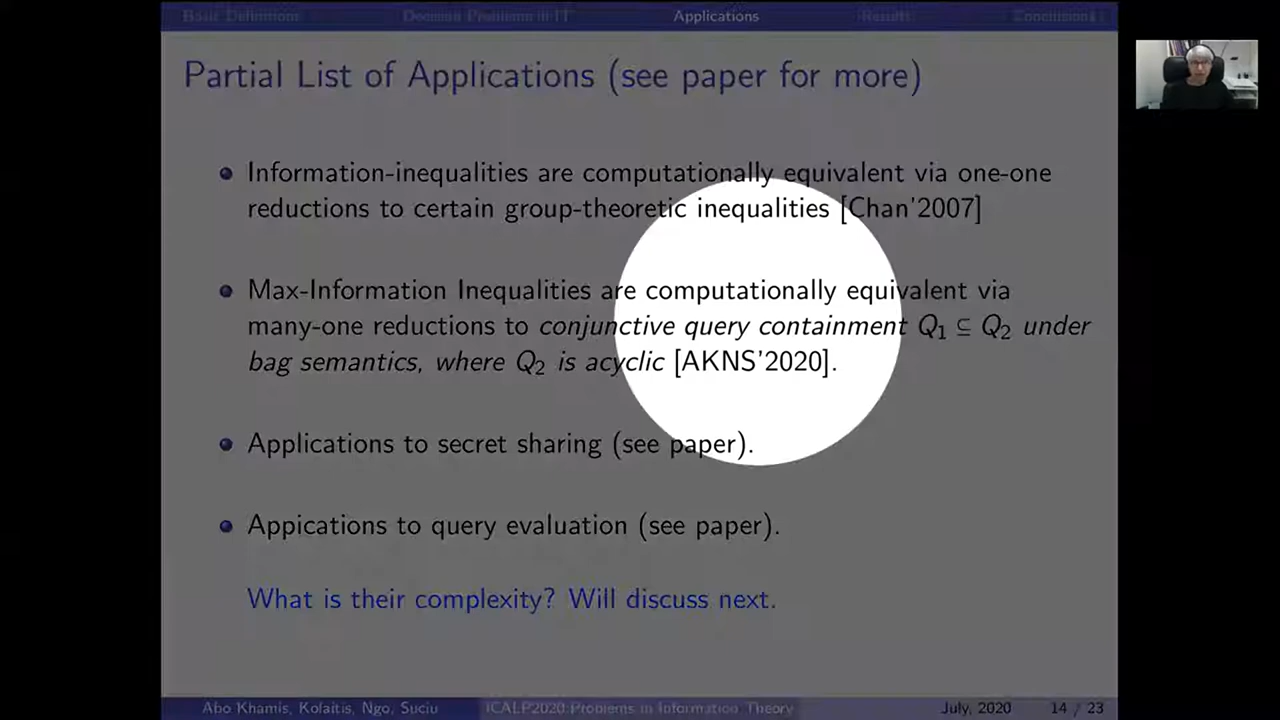 Basic Definitions Decision Problems in IT Applications Results Conclusions
Partial List of Applications (see paper for more)
Information-inequalities are computationally equivalent via one-one
reductions to certain group-theoretic inequalities [Chan'2007]
Max-Information Inequalities are computationally equivalent via
many-one reductions to conjunctive query containment Q₁ ⊆ Q₂ under
bag semantics, where Q₂ is acyclic [AKNS'2020].
Applications to secret sharing (see paper).
Appications to query evaluation (see paper).
What is their complexity? Will discuss next.
Abo Khamis, Kolaitis, Ngo, Suciu ICALP2020:Problems in Information Theory July, 2020 14 / 23